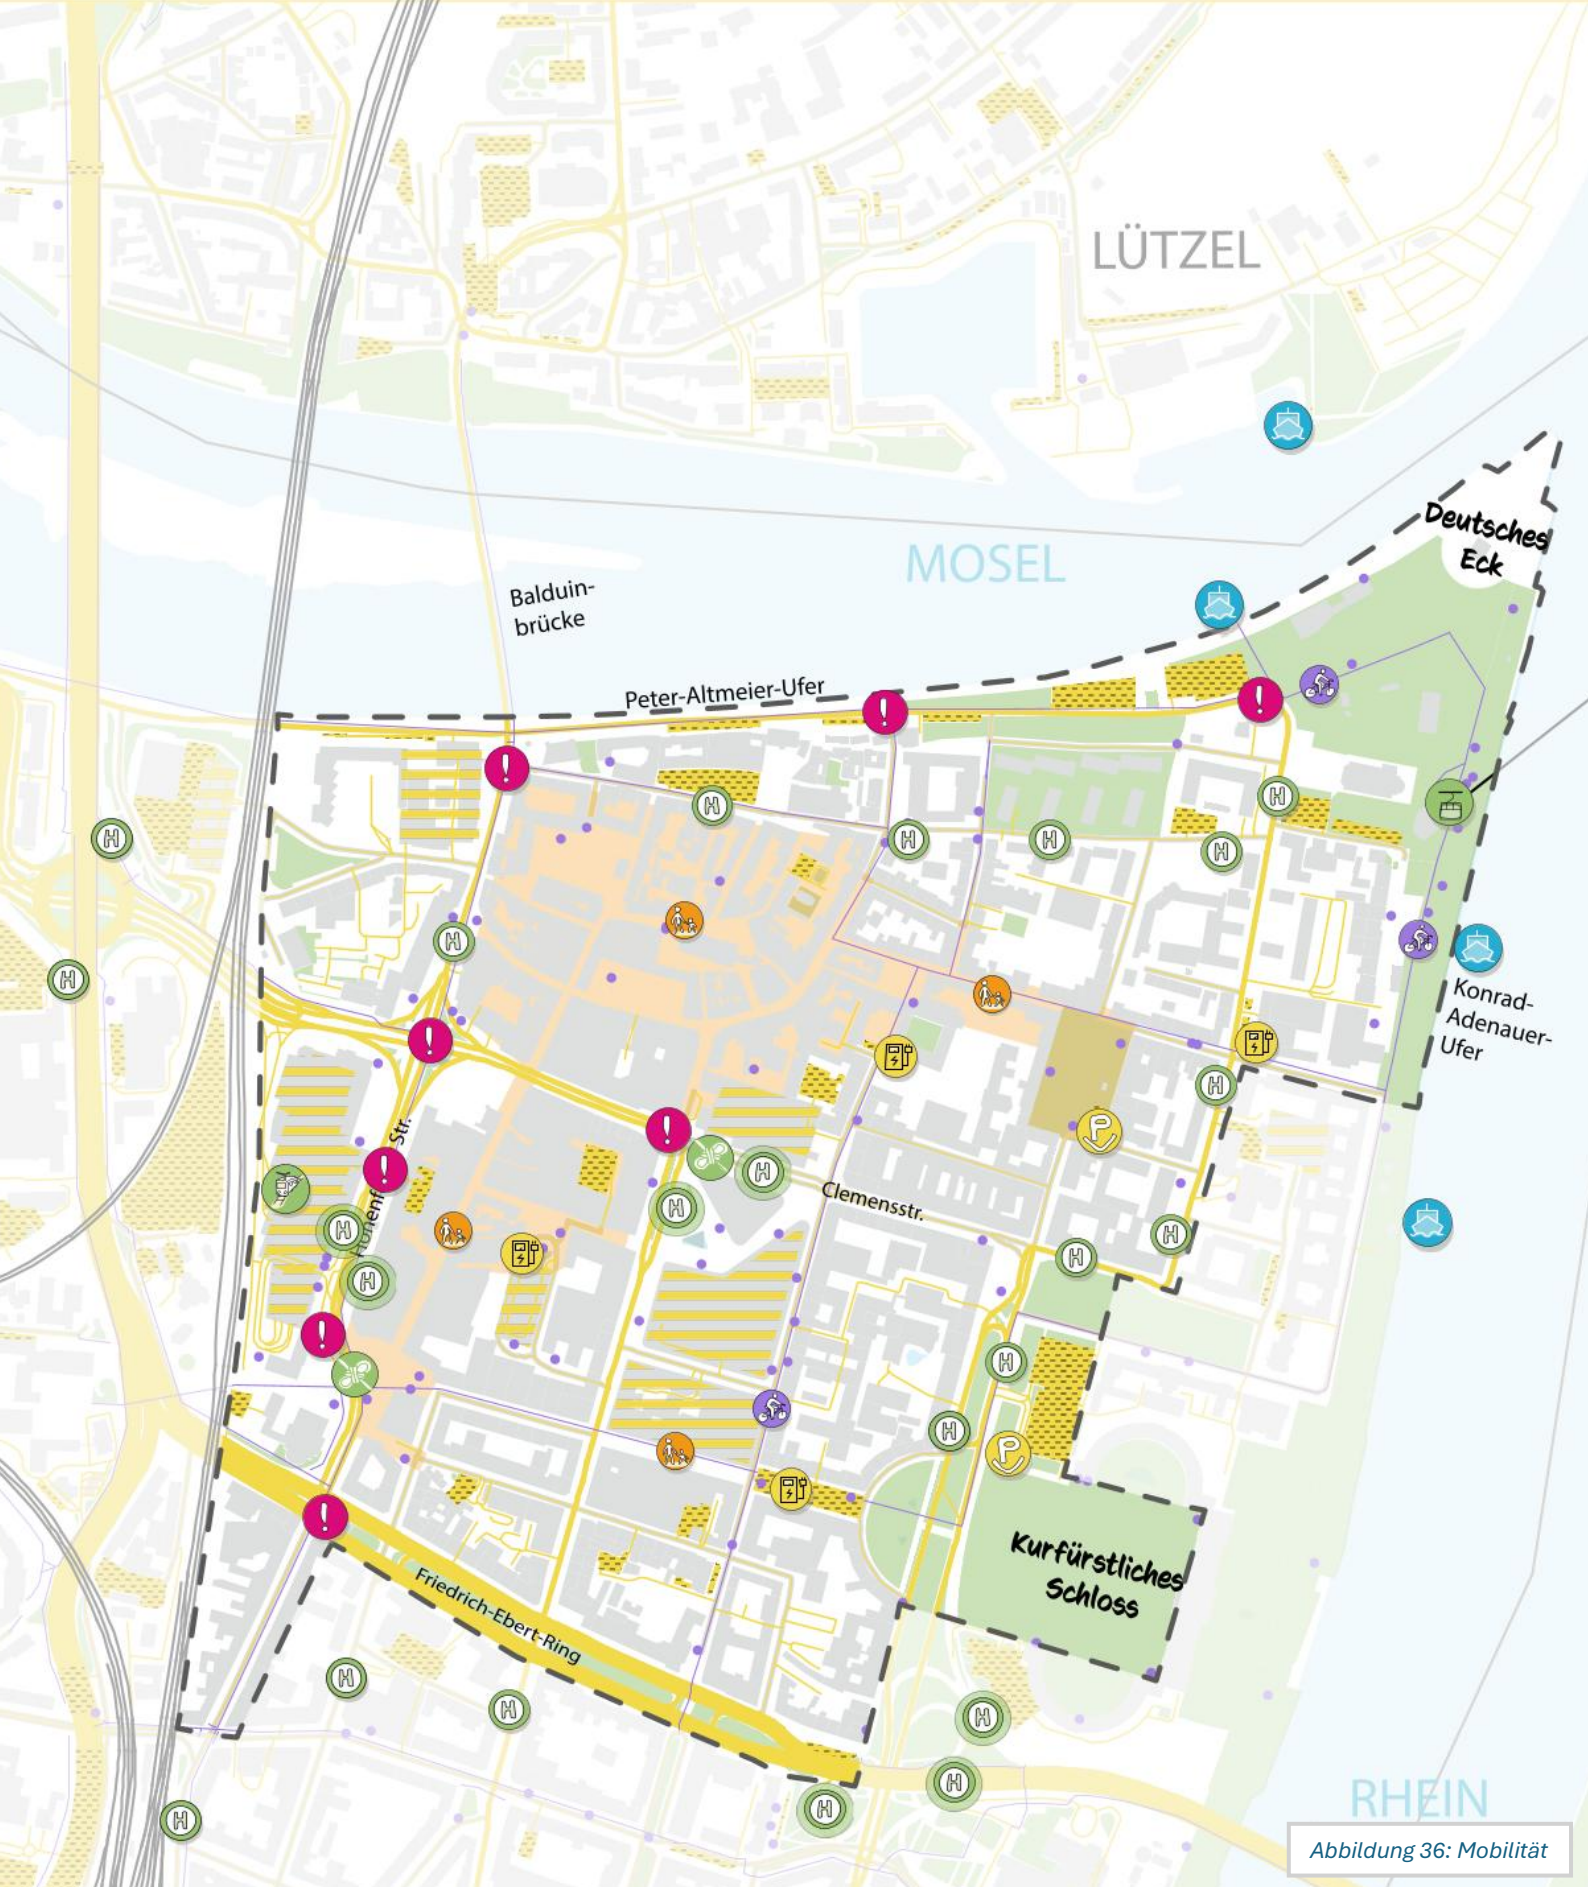 LÜTZEL
Deutsches
Eck
MOSEL
Balduin-
brücke
Peter-Altmeier-Ufer
Konrad-
Adenauer-
Ufer
Str.
Clemensstr.
Kurfürstliches
Schloss
Friedrich-Ebert-Ring
RHEIN
Abbildung 36: Mobilität